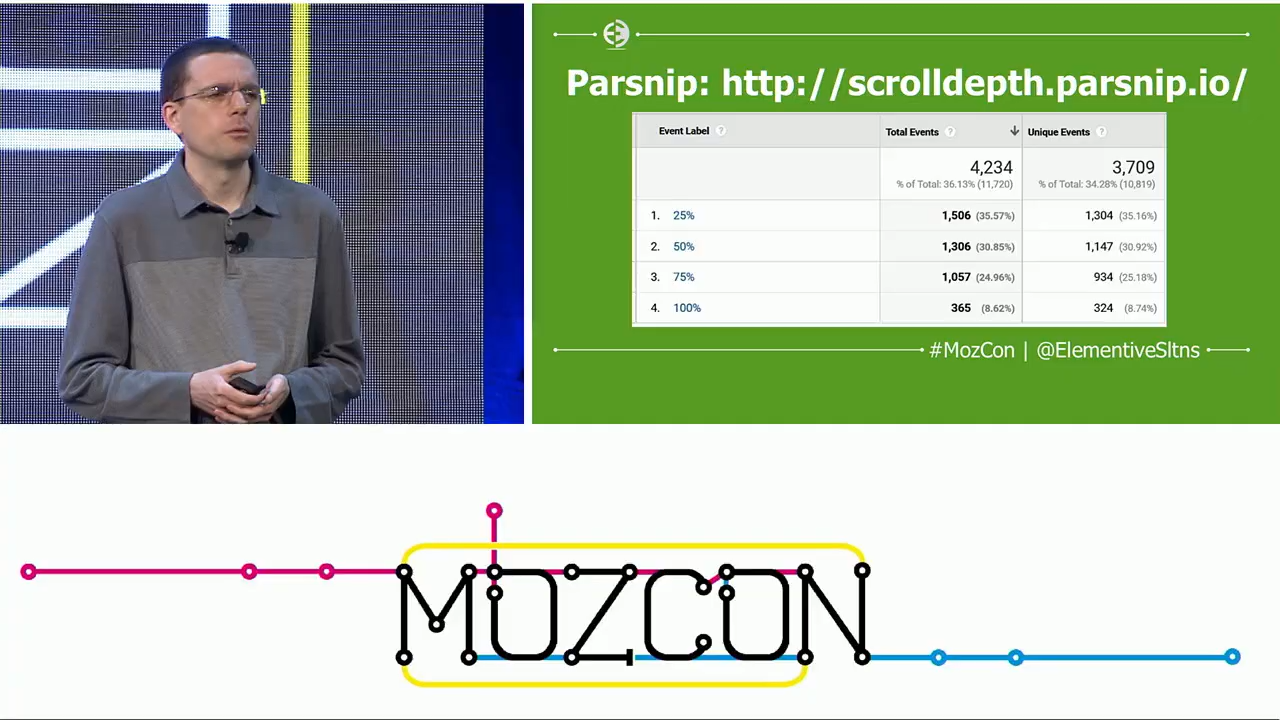 Parsnip: http://scrolldepth.parsnip.io/
Event Label ? Total Events ? Unique Events ?
4,234 3,709
% of Total: 36.13% (11,720) % of Total: 34.28% (10,819)
1. 25% 1,506 (35.57%) 1,304 (35.16%)
2. 50% 1,306 (30.85%) 1,147 (30.92%)
3. 75% 1,057 (24.96%) 934 (25.18%)
4. 100% 365 (8.62%) 324 (8.74%)
#MozCon | @ElementiveSltns
MOZCON